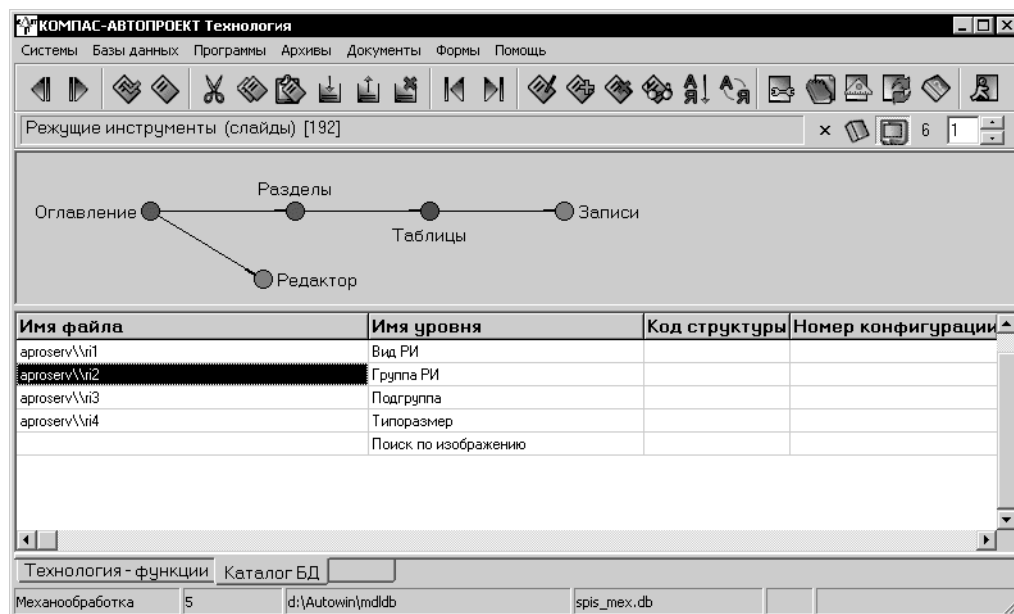 КОМПАС-АВТОПРОЕКТ Технология
Системы Базы данных Программы Архивы Документы Формы Помощь
Режущие инструменты (слайды) [192] 6 1
Разделы
Оглавление Записи
Таблицы
Редактор
Имя файла Имя уровня Код структуры Номер конфигурации
aproserv\\ri1 Вид РИ
aproserv\\ri2 Группа РИ
aproserv\\ri3 Подгруппа
aproserv\\ri4 Типоразмер
Поиск по изображению
Технология - функции Каталог БД
Механообработка 5 d:\Autowin\mdldb spis_mex.db